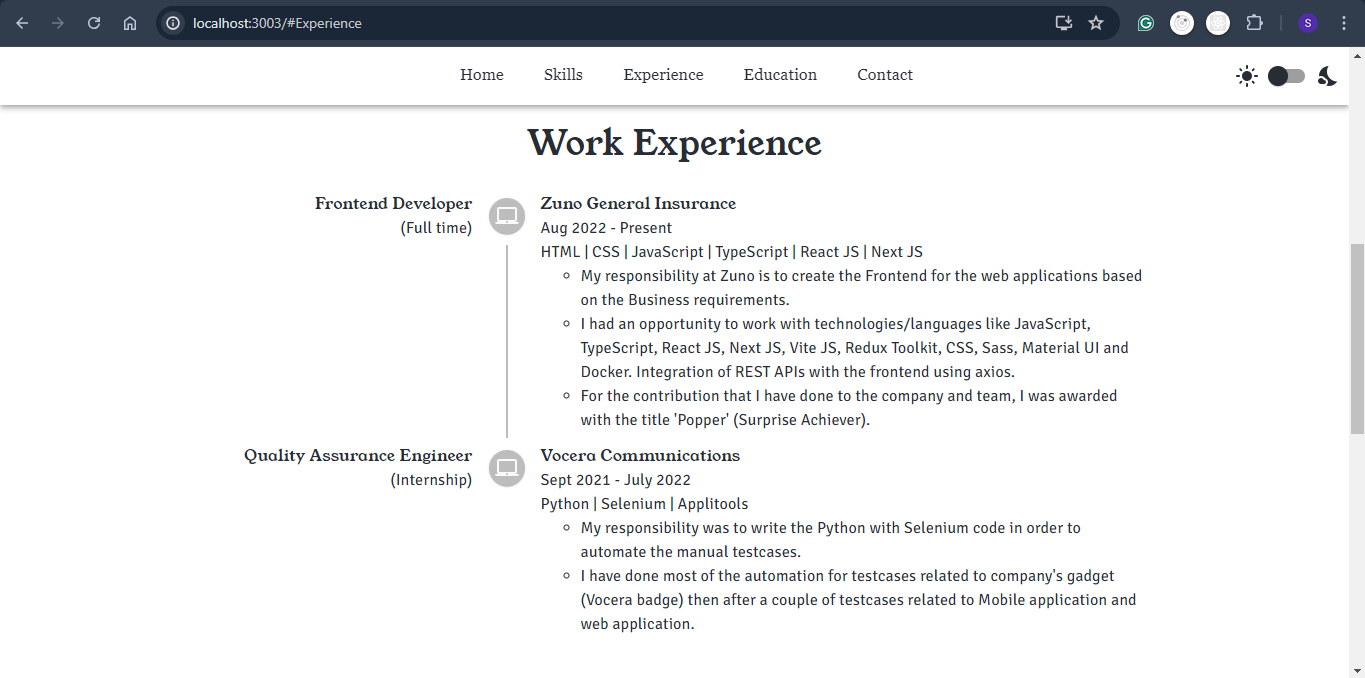 localhost:3003/#Experience
S
Home Skills Experience Education Contact
Work Experience
Frontend Developer
(Full time)
Zuno General Insurance
Aug 2022 - Present
HTML | CSS | JavaScript | TypeScript | React JS | Next JS
My responsibility at Zuno is to create the Frontend for the web applications based
on the Business requirements.
I had an opportunity to work with technologies/languages like JavaScript,
TypeScript, React JS, Next JS, Vite JS, Redux Toolkit, CSS, Sass, Material UI and
Docker. Integration of REST APIs with the frontend using axios.
For the contribution that I have done to the company and team, I was awarded
with the title 'Popper' (Surprise Achiever).
Quality Assurance Engineer
(Internship)
Vocera Communications
Sept 2021 - July 2022
Python | Selenium | Applitools
My responsibility was to write the Python with Selenium code in order to
automate the manual testcases.
I have done most of the automation for testcases related to company's gadget
(Vocera badge) then after a couple of testcases related to Mobile application and
web application.